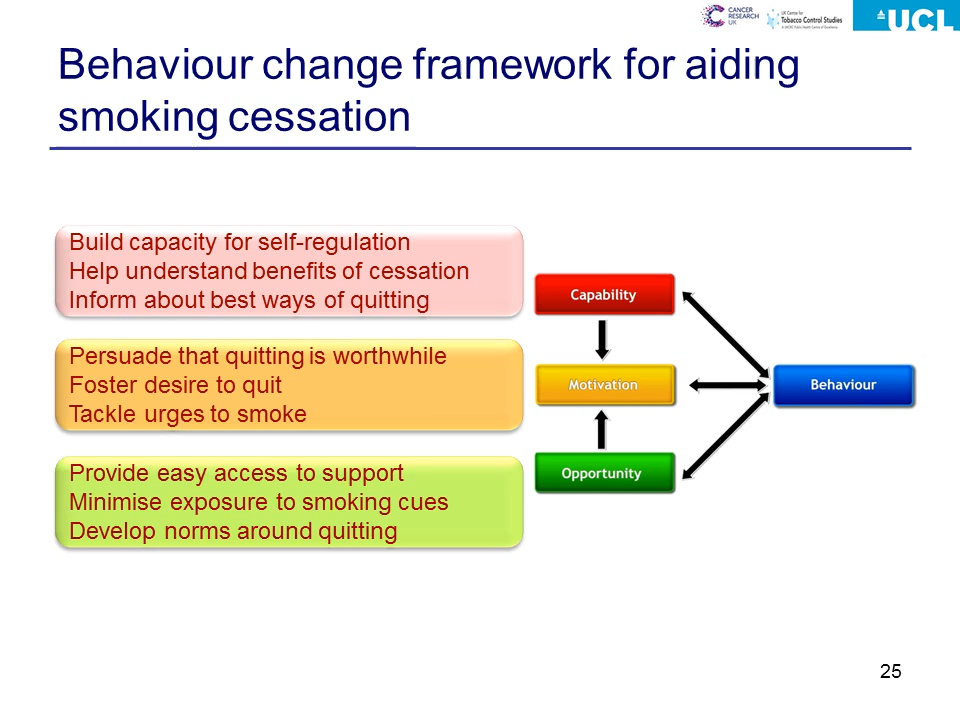 CANCER
RESEARCH
UK
UK Centre for
Tobacco Control Studies
UCL
Behaviour change framework for aiding
smoking cessation
Build capacity for self-regulation
Help understand benefits of cessation
Inform about best ways of quitting
Capability
Persuade that quitting is worthwhile
Foster desire to quit
Tackle urges to smoke
Motivation
Behaviour
Provide easy access to support
Minimise exposure to smoking cues
Develop norms around quitting
Opportunity
25